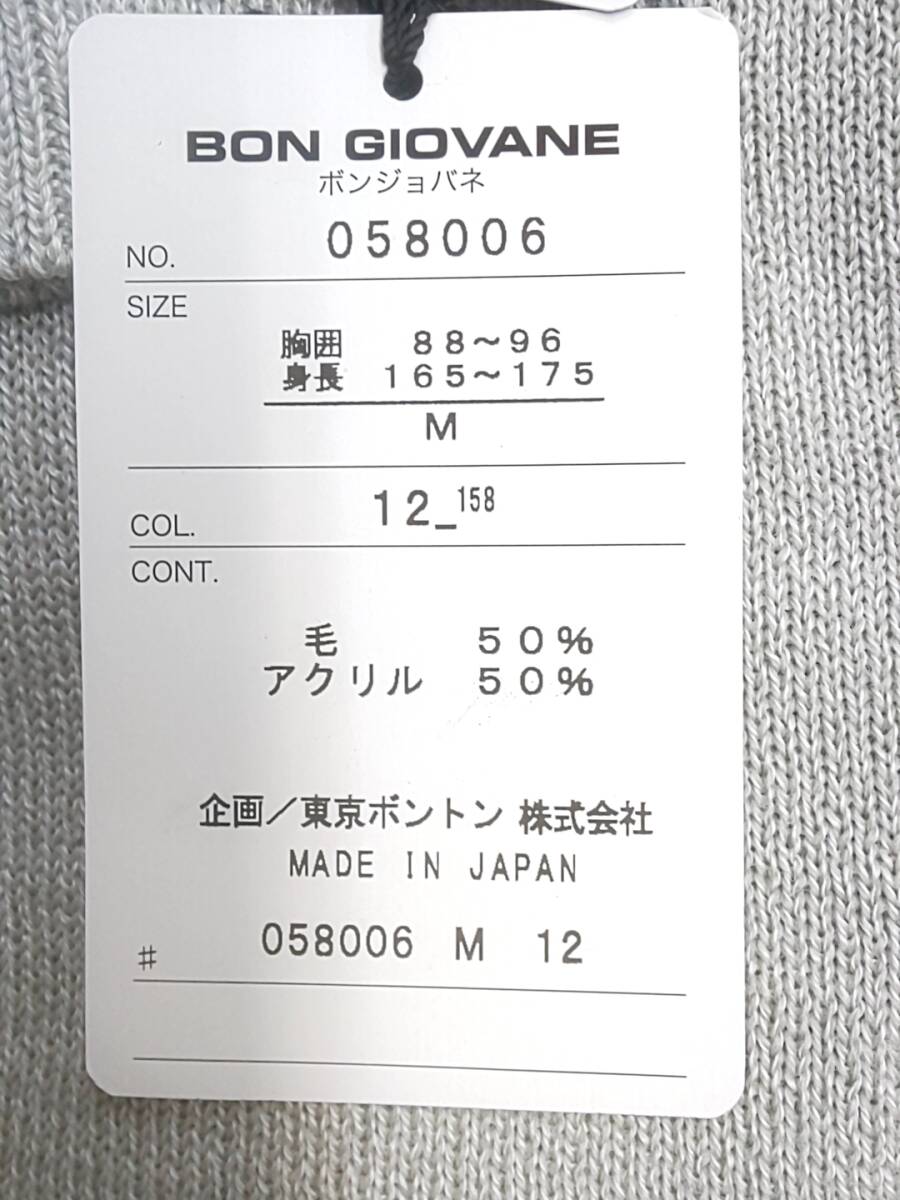 BON GIOVANE
ボンジョバネ
NO. 058006
SIZE
胸囲 88～96
身長 165～175
M
COL. 12_158
CONT.
毛 50%
アクリル 50%
企画／東京ボントン 株式会社
MADE IN JAPAN
# 058006 M 12